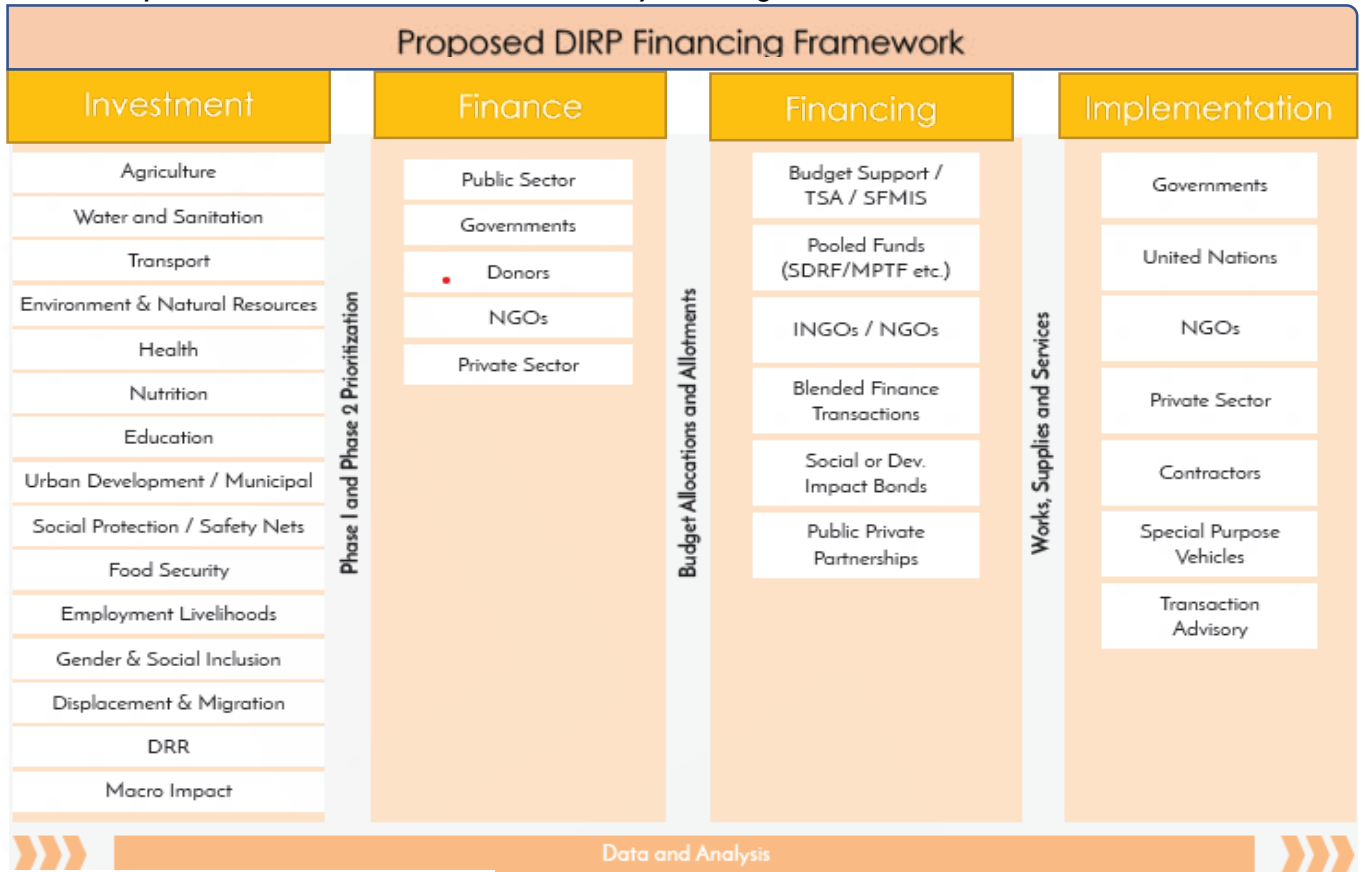 Proposed DIRP Financing Framework
Investment
Agriculture
Water and Sanitation
Transport
Environment & Natural Resources
Health
Nutrition
Education
Urban Development / Municipal
Social Protection / Safety Nets
Food Security
Employment Livelihoods
Gender & Social Inclusion
Displacement & Migration
DRR
Macro Impact
Phase 1 and Phase 2 Prioritization
Finance
Public Sector
Governments
Donors
NGOs
Private Sector
Budget Allocations and Allotments
Financing
Budget Support /
TSA / SFMIS
Pooled Funds
(SDRF/MPTF etc.)
INGOs / NGOs
Blended Finance
Transactions
Social or Dev.
Impact Bonds
Public Private
Partnerships
Works, Supplies and Services
Implementation
Governments
United Nations
NGOs
Private Sector
Contractors
Special Purpose
Vehicles
Transaction
Advisory
Data and Analysis